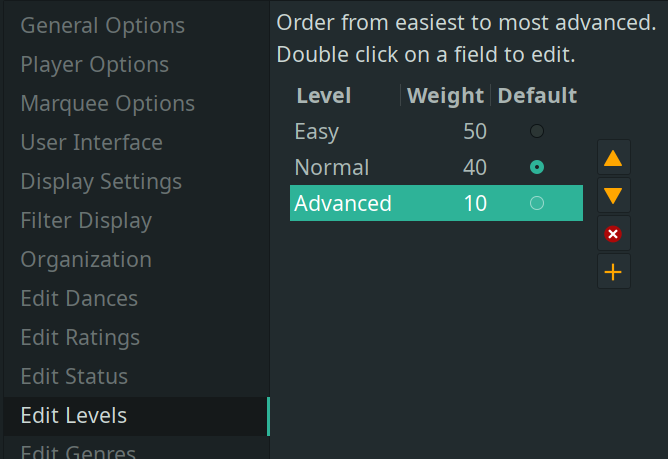 General Options
Player Options
Marquee Options
User Interface
Display Settings
Filter Display
Organization
Edit Dances
Edit Ratings
Edit Status
Edit Levels
Edit Genres
Order from easiest to most advanced.
Double click on a field to edit.
Level Weight Default
Easy 50
Normal 40
Advanced 10